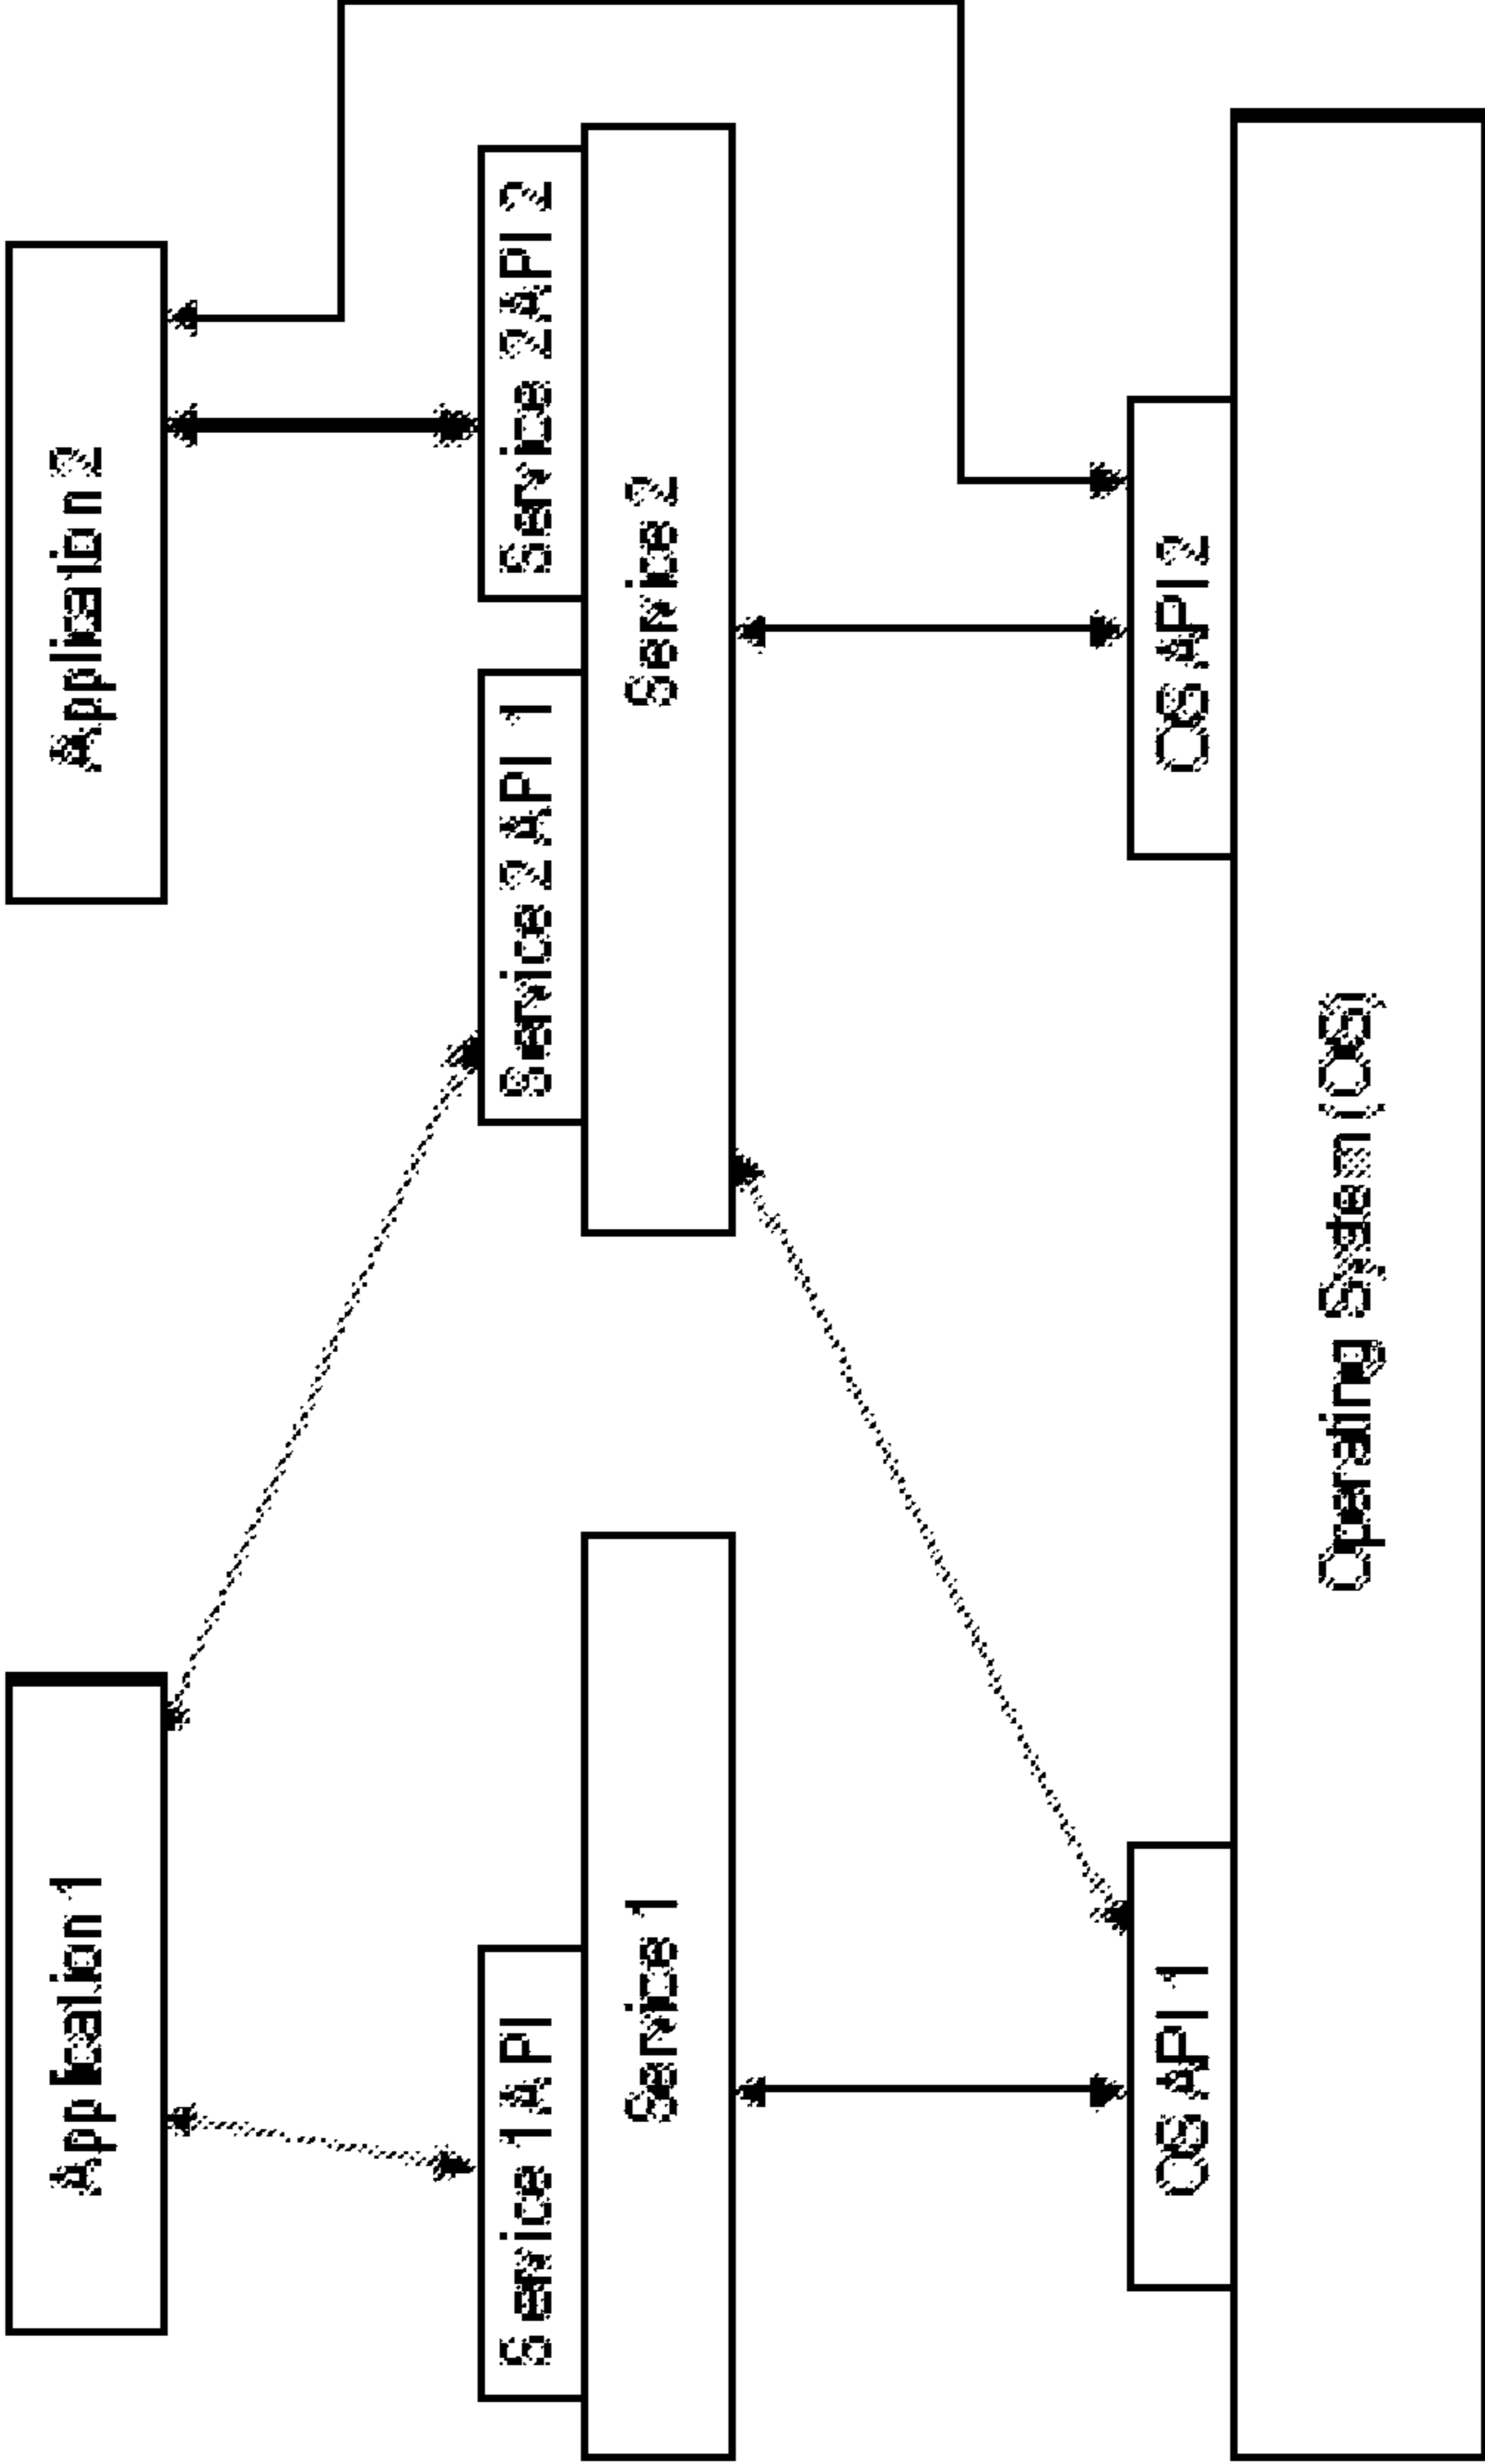 Application 1
Application 2
Service 1 API
Service 2 API 1
Service 2 API 2
Service 1
Service 2
OS API 1
OS API 2
Operating System (OS)